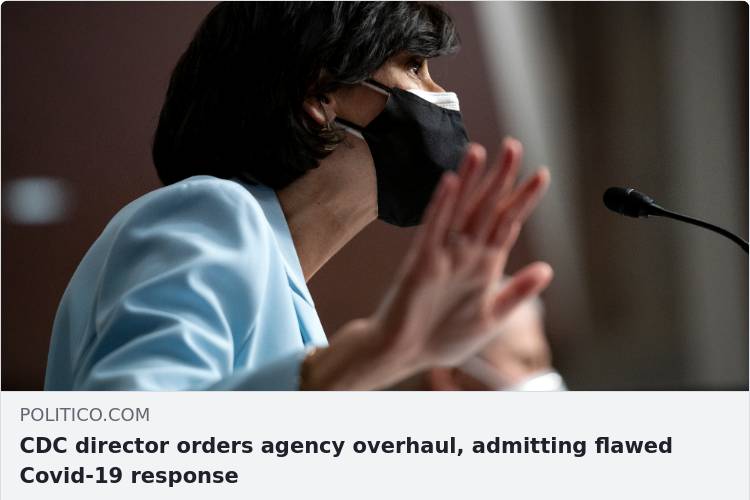 POLITICO.COM
CDC director orders agency overhaul, admitting flawed
Covid-19 response